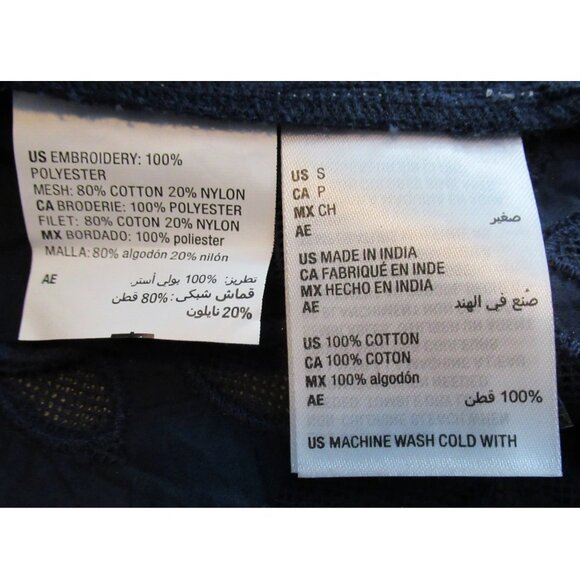 US EMBROIDERY: 100%
POLYESTER
MESH: 80% COTTON 20% NYLON
CA BRODERIE: 100% POLYESTER
FILET: 80% COTON 20% NYLON
MX BORDADO: 100% poliester
MALLA: 80% algodón 20% nilón
AE تطريز: 100% بولي أستر.
قماش شبكي: 80% قطن
20% نايلون
US S
CA P
MX CH
AE صغير
US MADE IN INDIA
CA FABRIQUÉ EN INDE
MX HECHO EN INDIA
AE صُنع في الهند
US 100% COTTON
CA 100% COTON
MX 100% algodón
AE 100% قطن
US MACHINE WASH COLD WITH